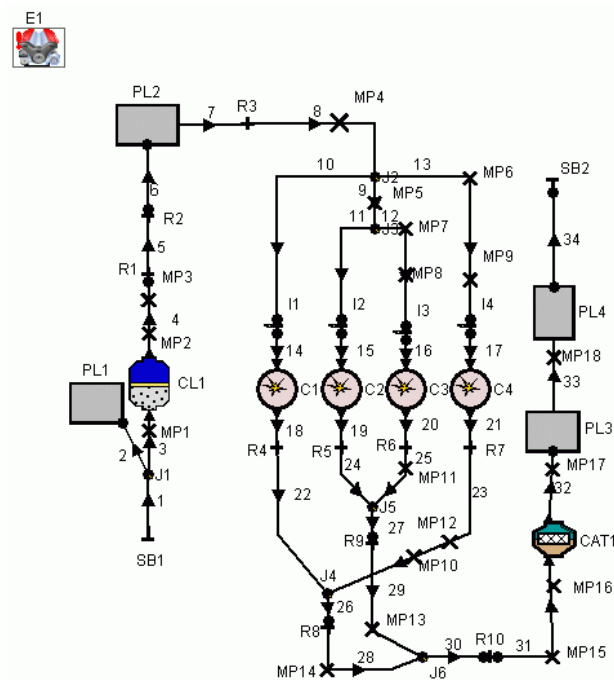 E1
PL2
7
R3
8
MP4
10
J2
13
MP6
SB2
6
9
MP5
R2
11
12
J3
MP7
5
34
R1
MP3
MP8
MP9
I1
I2
I3
I4
PL4
4
MP2
14
15
16
17
MP18
PL1
CL1
33
C1
C2
C3
C4
MP1
18
19
20
21
PL3
2
3
R4
R5
R6
R7
24
25
MP11
MP17
J1
22
23
32
1
J5
27
MP12
R9
CAT1
SB1
MP10
J4
29
MP16
26
R8
MP13
30
R10
31
MP15
MP14
28
J6